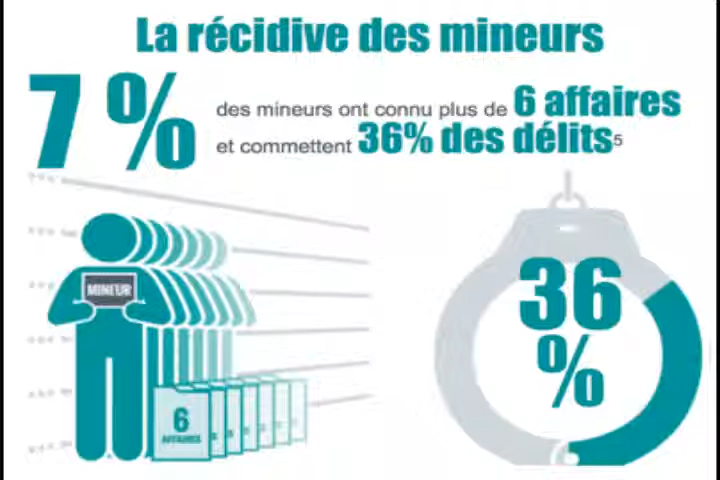 La récidive des mineurs
7 %
des mineurs ont connu plus de 6 affaires
et commettent 36% des délits⁵
MINEUR
6
AFFAIRES
36
%